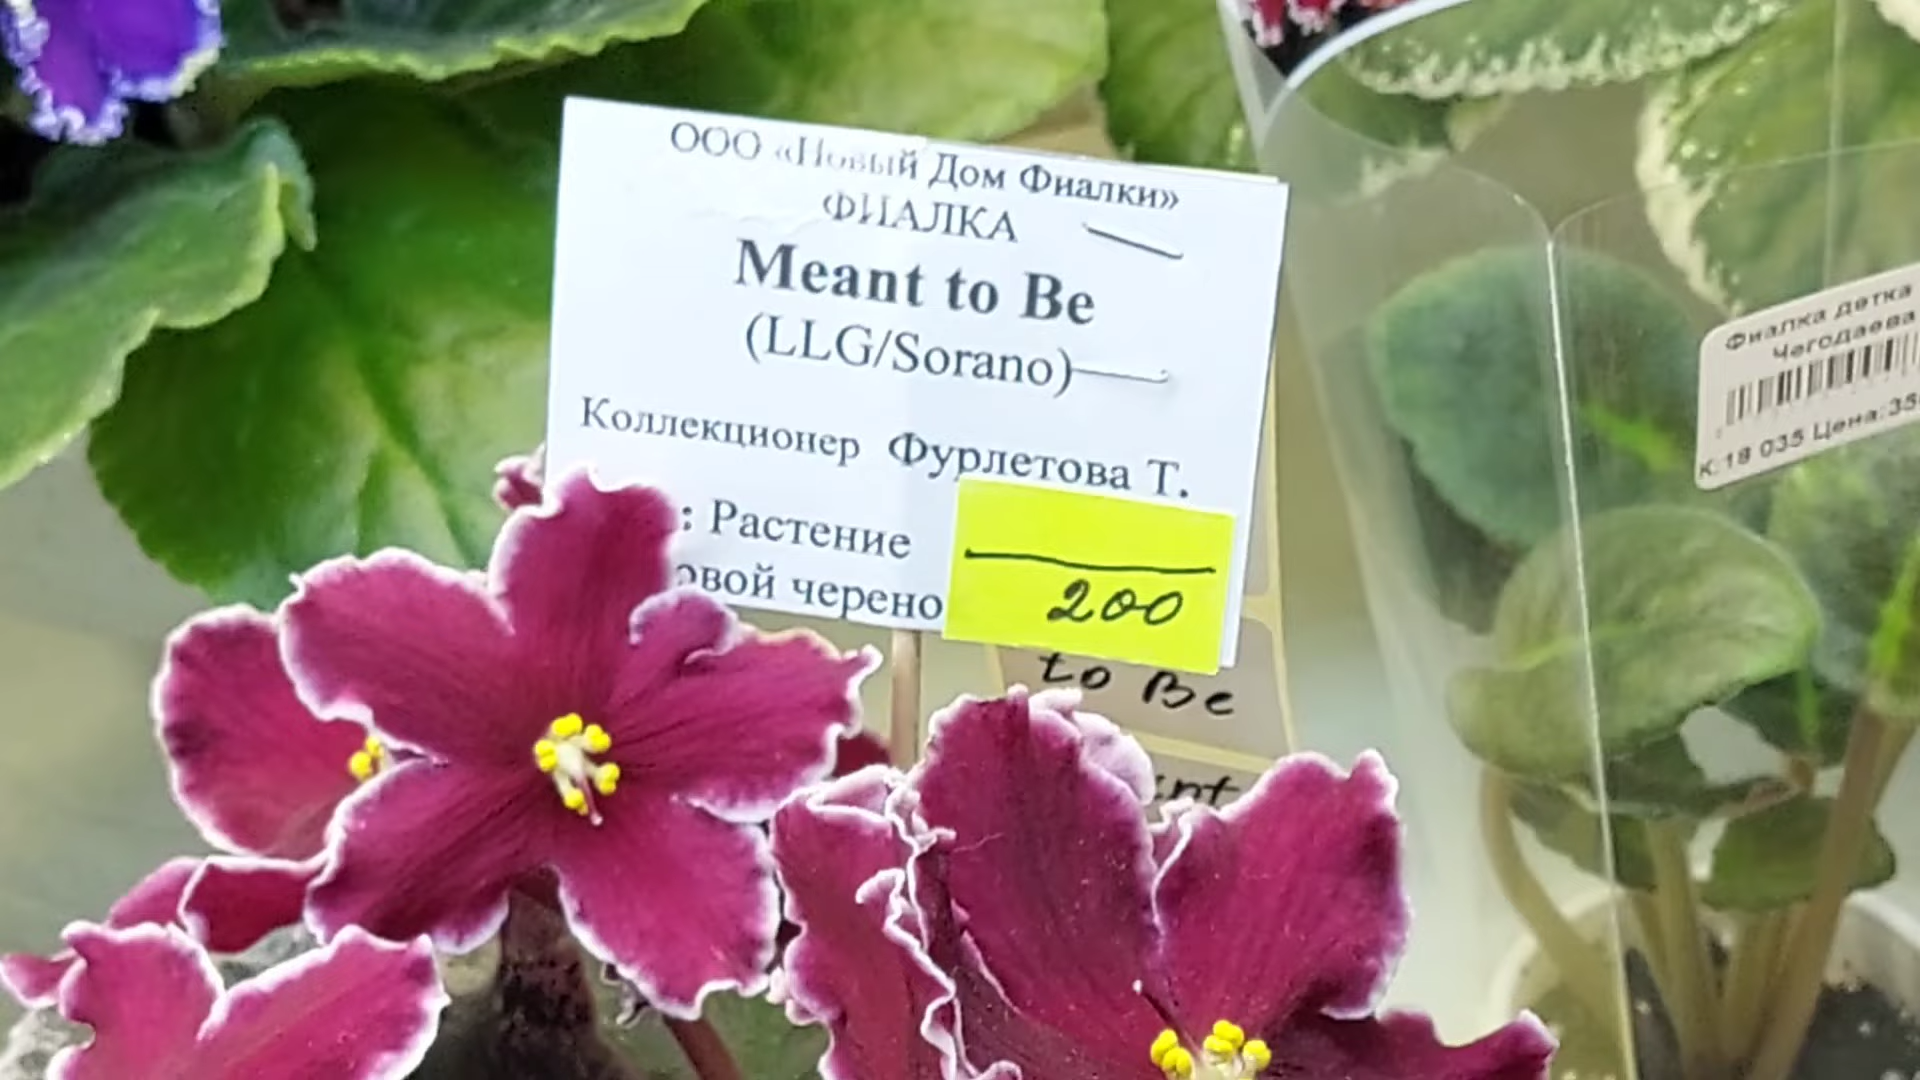 ООО «Новый Дом Фиалки»
ФИАЛКА
Meant to Be
(LLG/Sorano)
Коллекционер Фурлетова Т.
: Растение
овой черено
200
to Be
Фиалка детка
Чегодаева
К:18 035 Цена:35